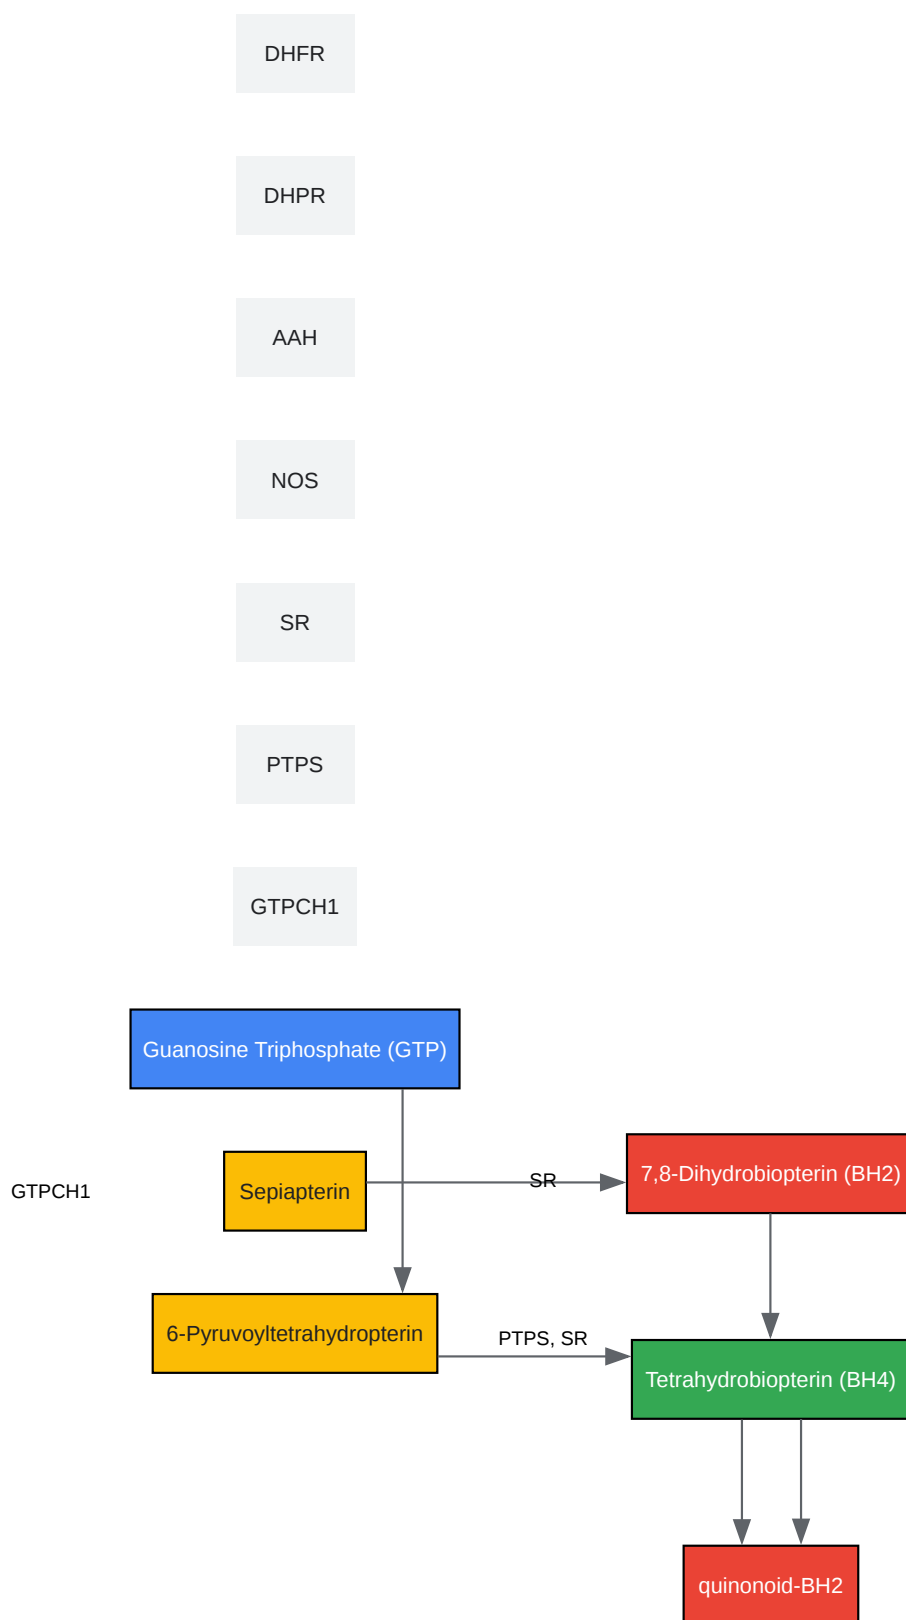 DHFR
DHPR
AAH
NOS
SR
PTPS
GTPCH1
Guanosine Triphosphate (GTP)
7,8-Dihydrobiopterin (BH2)
SR
GTPCH1
Sepiapterin
6-Pyruvoyltetrahydropterin
PTPS, SR
Tetrahydrobiopterin (BH4)
quinonoid-BH2